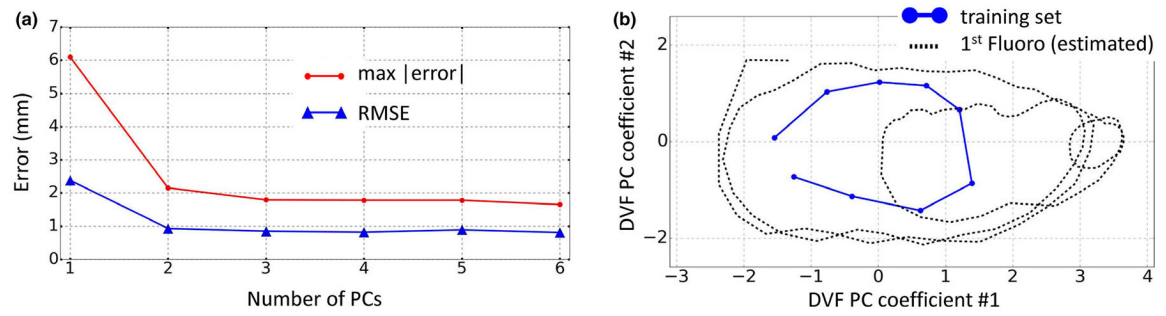 (a)
7
6
5
4
3
2
1
0
Error (mm)
max |error|
RMSE
1 2 3 4 5 6
Number of PCs
(b)
training set
1st Fluoro (estimated)
2
0
−2
DVF PC coefficient #2
−3 −2 −1 0 1 2 3 4
DVF PC coefficient #1